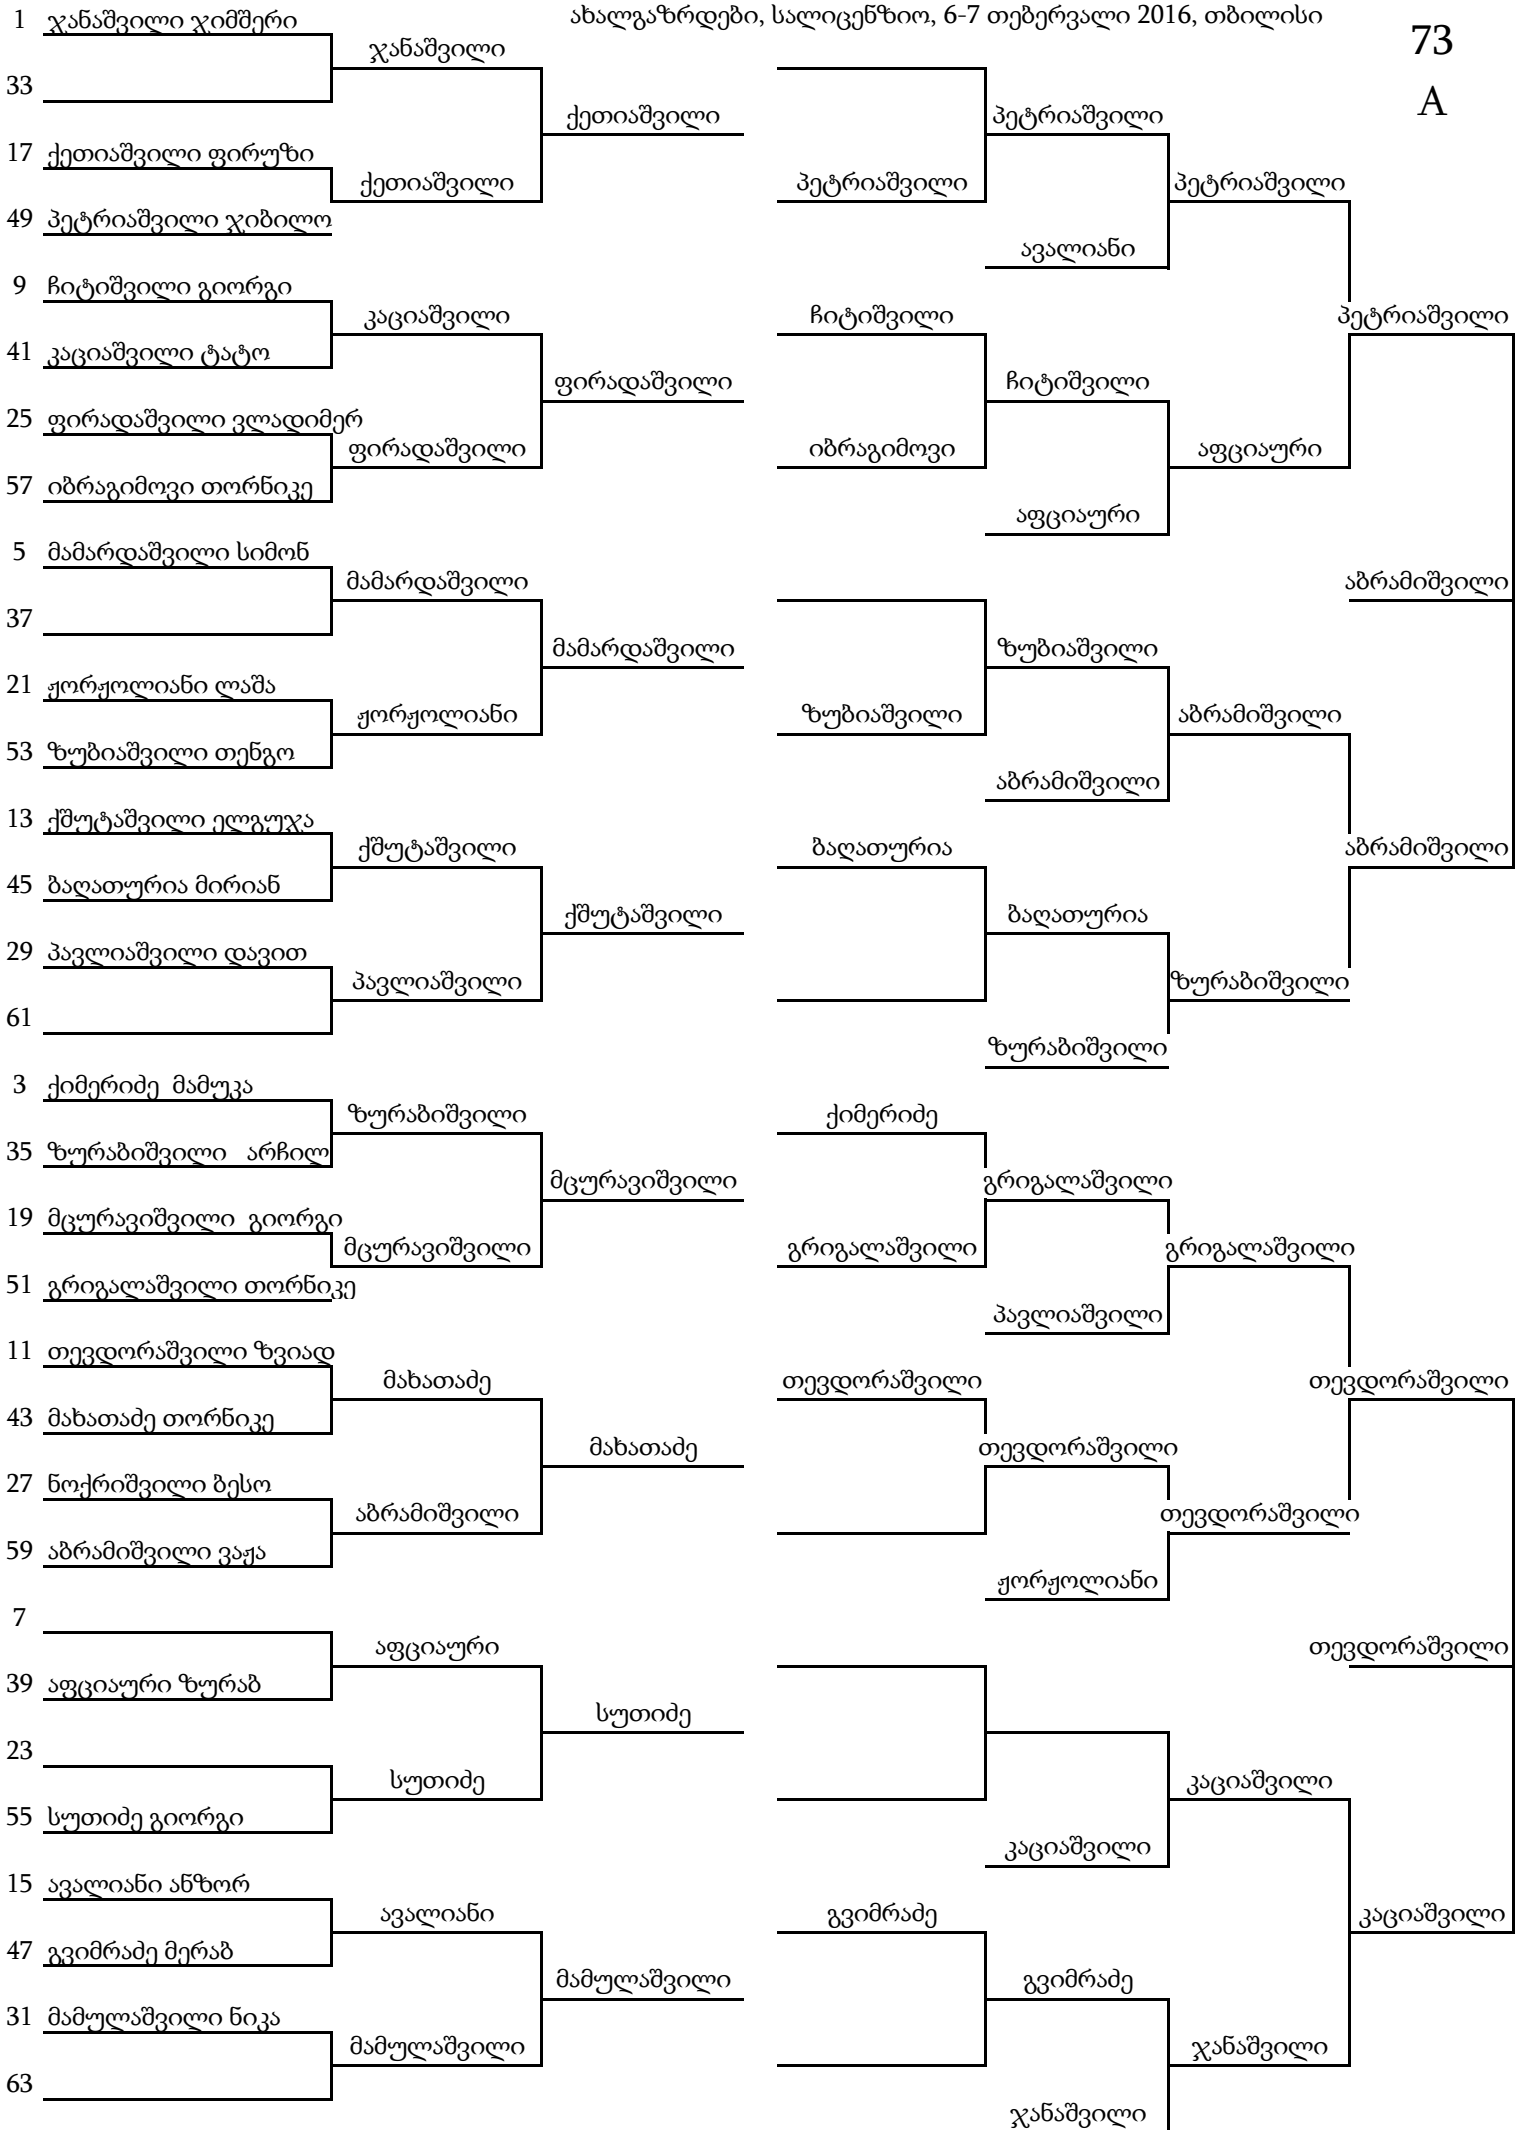 ახალგაზრდები, სალიცენზიო, 6-7 თებერვალი 2016, თბილისი
73
A
1 ჯანაშვილი ჯიმშერი
33
17 ქეთიაშვილი ფირუზი
49 პეტრიაშვილი ჯიბილო
9 ჩიტიშვილი გიორგი
41 კაციაშვილი ტატო
25 ფირადაშვილი ვლადიმერ
57 იბრაგიმოვი თორნიკე
5 მამარდაშვილი სიმონ
37
21 ჟორჟოლიანი ლაშა
53 ზუბიაშვილი თენგო
13 ქშუტაშვილი ელგუჯა
45 ბაღათურია მირიან
29 პავლიაშვილი დავით
61
3 ქიმერიძე მამუკა
35 ზურაბიშვილი არჩილ
19 მცურავიშვილი გიორგი
51 გრიგალაშვილი თორნიკე
11 თევდორაშვილი ზვიად
43 მახათაძე თორნიკე
27 ნოქრიშვილი ბესო
59 აბრამიშვილი ვაჟა
7
39 აფციაური ზურაბ
23
55 სუთიძე გიორგი
15 ავალიანი ანზორ
47 გვიმრაძე მერაბ
31 მამულაშვილი ნიკა
63
ჯანაშვილი
ქეთიაშვილი
კაციაშვილი
ფირადაშვილი
მამარდაშვილი
ჟორჟოლიანი
ქშუტაშვილი
პავლიაშვილი
ზურაბიშვილი
მცურავიშვილი
მახათაძე
აბრამიშვილი
აფციაური
სუთიძე
ავალიანი
მამულაშვილი
ქეთიაშვილი
ფირადაშვილი
მამარდაშვილი
ქშუტაშვილი
მცურავიშვილი
მახათაძე
სუთიძე
მამულაშვილი
პეტრიაშვილი
ჩიტიშვილი
იბრაგიმოვი
ზუბიაშვილი
ბაღათურია
ქიმერიძე
გრიგალაშვილი
თევდორაშვილი
გვიმრაძე
პეტრიაშვილი
ავალიანი
ჩიტიშვილი
აფციაური
ზუბიაშვილი
აბრამიშვილი
ბაღათურია
ზურაბიშვილი
გრიგალაშვილი
პავლიაშვილი
თევდორაშვილი
ჟორჟოლიანი
კაციაშვილი
გვიმრაძე
ჯანაშვილი
პეტრიაშვილი
აფციაური
აბრამიშვილი
ზურაბიშვილი
გრიგალაშვილი
თევდორაშვილი
კაციაშვილი
ჯანაშვილი
პეტრიაშვილი
აბრამიშვილი
აბრამიშვილი
თევდორაშვილი
თევდორაშვილი
კაციაშვილი